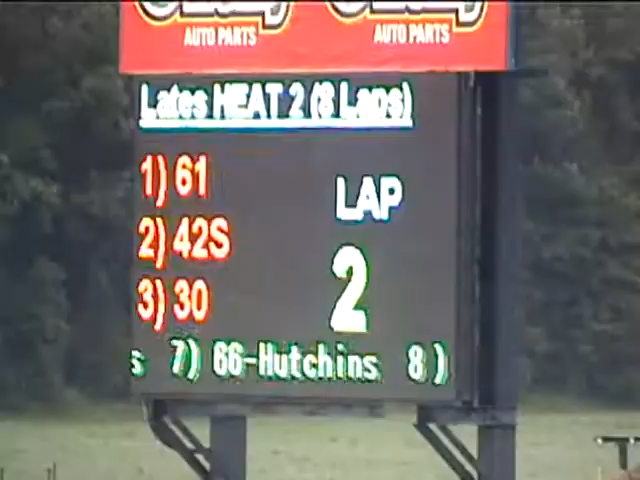 AUTO PARTS AUTO PARTS
Lates HEAT 2 (8 Laps)
1) 61
2) 42S
3) 30
LAP
2
s 7) 66-Hutchins 8)